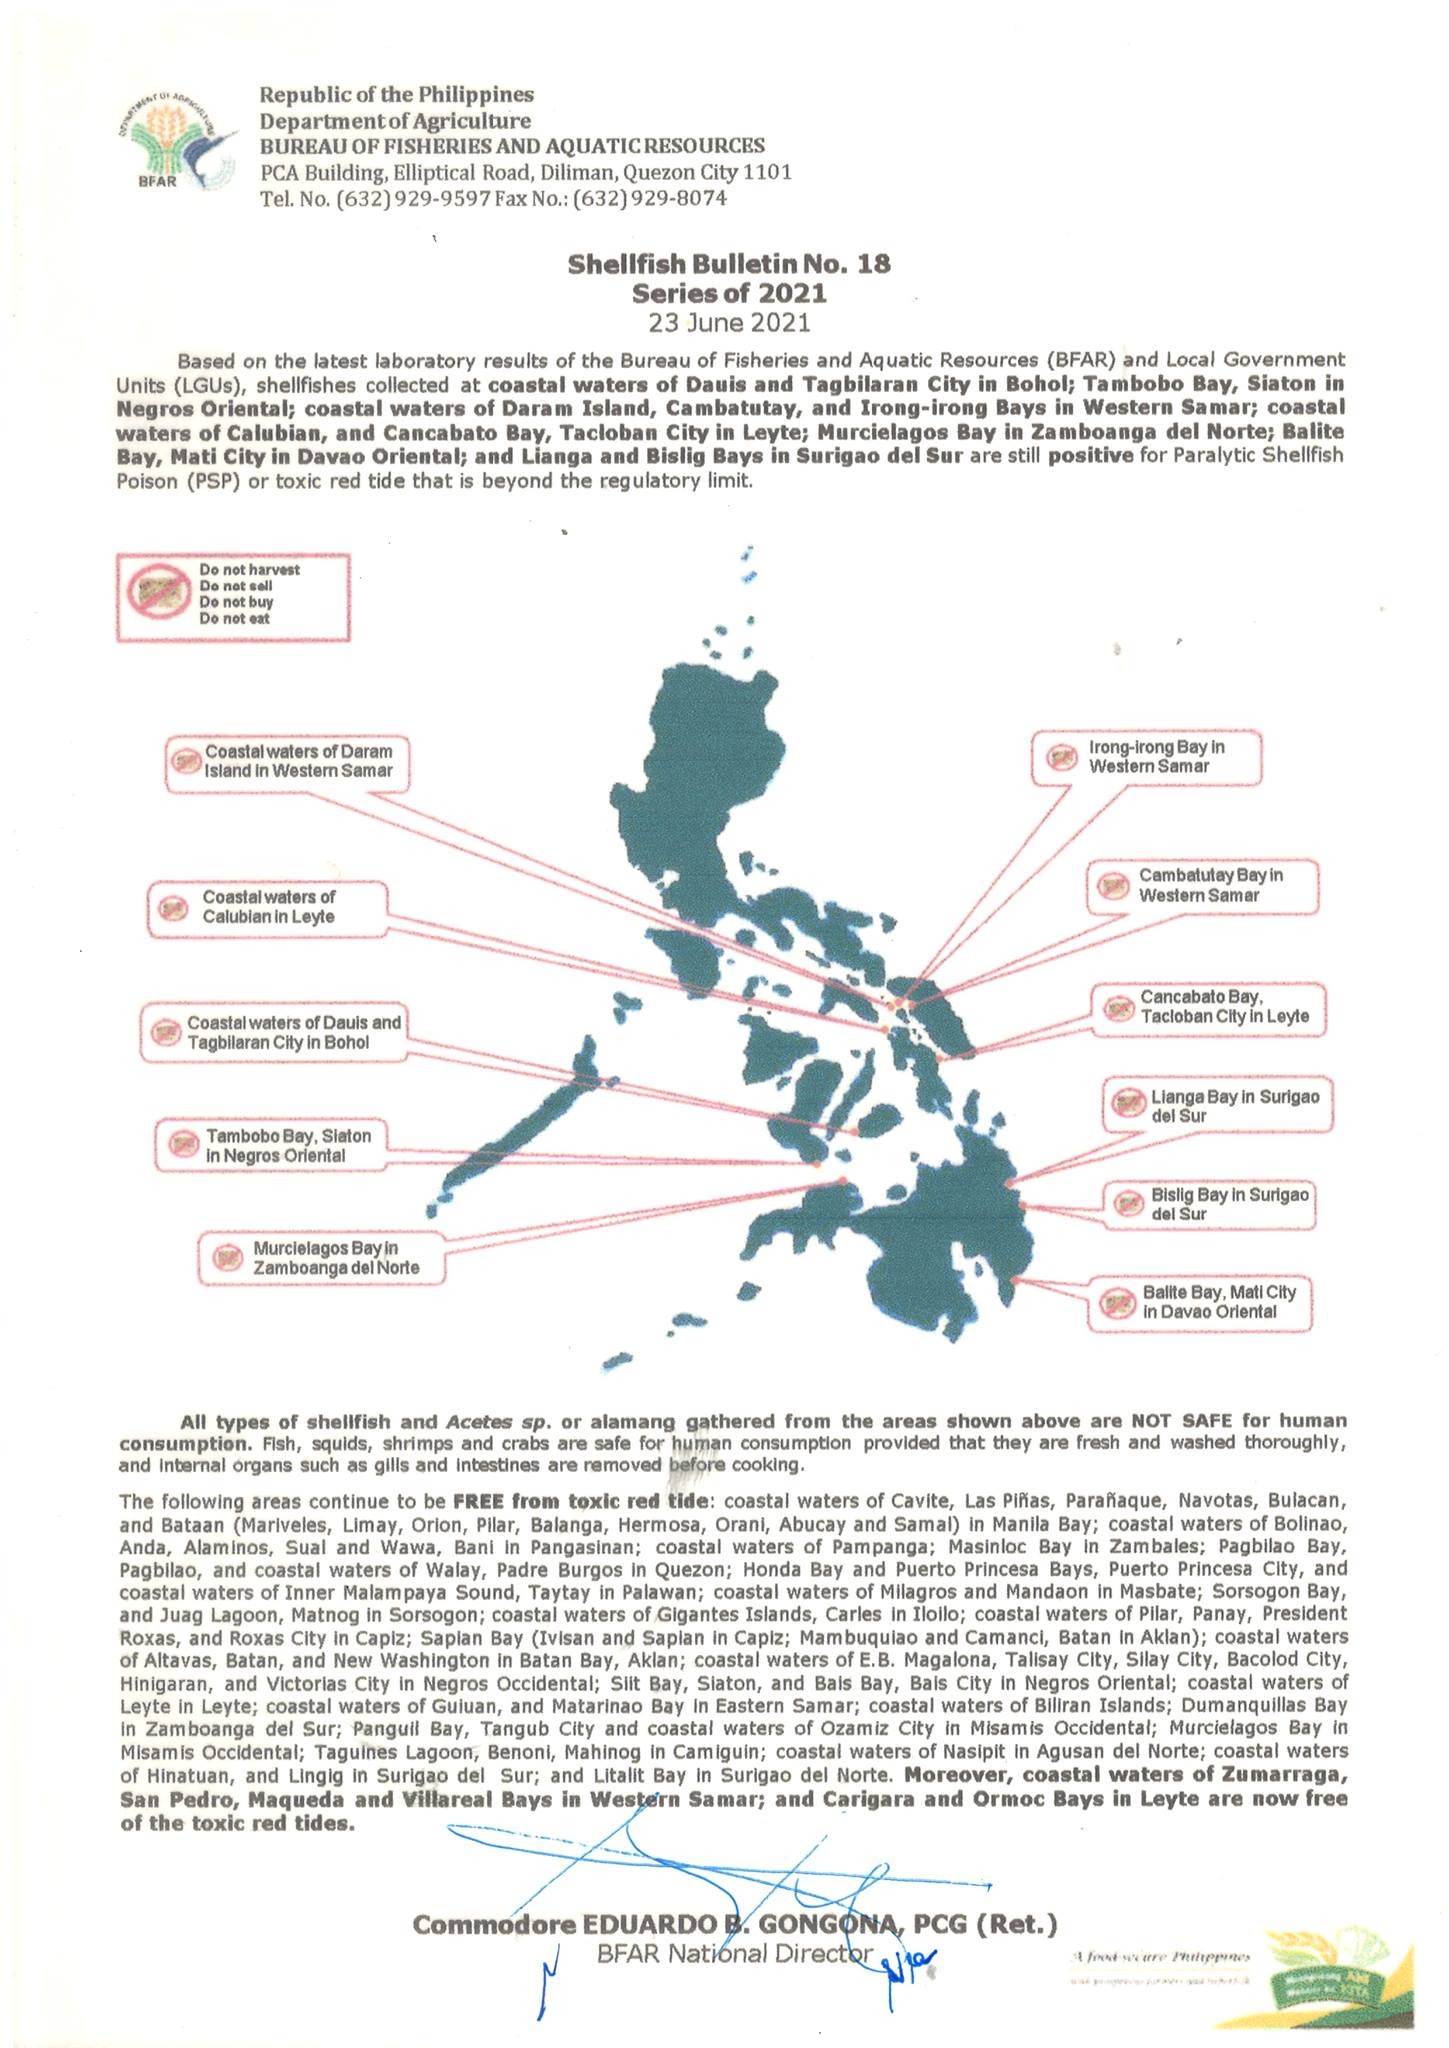 DEPARTMENT OF AGRICULTURE
BFAR
Republic of the Philippines
Department of Agriculture
BUREAU OF FISHERIES AND AQUATIC RESOURCES
PCA Building, Elliptical Road, Diliman, Quezon City 1101
Tel. No. (632) 929-9597 Fax No.: (632) 929-8074
Shellfish Bulletin No. 18
Series of 2021
23 June 2021
Based on the latest laboratory results of the Bureau of Fisheries and Aquatic Resources (BFAR) and Local Government
Units (LGUs), shellfishes collected at coastal waters of Dauis and Tagbilaran City in Bohol; Tambobo Bay, Siaton in
Negros Oriental; coastal waters of Daram Island, Cambatutay, and Irong-irong Bays in Western Samar; coastal
waters of Calubian, and Cancabato Bay, Tacloban City in Leyte; Murcielagos Bay in Zamboanga del Norte; Balite
Bay, Mati City in Davao Oriental; and Lianga and Bislig Bays in Surigao del Sur are still positive for Paralytic Shellfish
Poison (PSP) or toxic red tide that is beyond the regulatory limit.
Do not harvest
Do not sell
Do not buy
Do not eat
Coastal waters of Daram
Island in Western Samar
Irong-irong Bay in
Western Samar
Coastal waters of
Calubian in Leyte
Cambatutay Bay in
Western Samar
Coastal waters of Dauis and
Tagbilaran City in Bohol
Cancabato Bay,
Tacloban City in Leyte
Tambobo Bay, Siaton
in Negros Oriental
Lianga Bay in Surigao
del Sur
Murcielagos Bay in
Zamboanga del Norte
Bislig Bay in Surigao
del Sur
Balite Bay, Mati City
in Davao Oriental
All types of shellfish and Acetes sp. or alamang gathered from the areas shown above are NOT SAFE for human
consumption. Fish, squids, shrimps and crabs are safe for human consumption provided that they are fresh and washed thoroughly,
and internal organs such as gills and intestines are removed before cooking.
The following areas continue to be FREE from toxic red tide: coastal waters of Cavite, Las Piñas, Parañaque, Navotas, Bulacan,
and Bataan (Mariveles, Limay, Orion, Pilar, Balanga, Hermosa, Orani, Abucay and Samal) in Manila Bay; coastal waters of Bolinao,
Anda, Alaminos, Sual and Wawa, Bani in Pangasinan; coastal waters of Pampanga; Masinloc Bay in Zambales; Pagbilao Bay,
Pagbilao, and coastal waters of Walay, Padre Burgos in Quezon; Honda Bay and Puerto Princesa Bays, Puerto Princesa City, and
coastal waters of Inner Malampaya Sound, Taytay in Palawan; coastal waters of Milagros and Mandaon in Masbate; Sorsogon Bay,
and Juag Lagoon, Matnog in Sorsogon; coastal waters of Gigantes Islands, Carles in Iloilo; coastal waters of Pilar, Panay, President
Roxas, and Roxas City in Capiz; Sapian Bay (Ivisan and Sapian in Capiz; Mambuquiao and Camanci, Batan in Aklan); coastal waters
of Altavas, Batan, and New Washington in Batan Bay, Aklan; coastal waters of E.B. Magalona, Talisay City, Silay City, Bacolod City,
Hinigaran, and Victorias City in Negros Occidental; Siit Bay, Siaton, and Bais Bay, Bais City in Negros Oriental; coastal waters of
Leyte in Leyte; coastal waters of Guiuan, and Matarinao Bay in Eastern Samar; coastal waters of Biliran Islands; Dumanquillas Bay
in Zamboanga del Sur; Panguil Bay, Tangub City and coastal waters of Ozamiz City in Misamis Occidental; Murcielagos Bay in
Misamis Occidental; Taguines Lagoon, Benoni, Mahinog in Camiguin; coastal waters of Nasipit in Agusan del Norte; coastal waters
of Hinatuan, and Lingig in Surigao del Sur; and Litalit Bay in Surigao del Norte. Moreover, coastal waters of Zumarraga,
San Pedro, Maqueda and Villareal Bays in Western Samar; and Carigara and Ormoc Bays in Leyte are now free
of the toxic red tides.
Commodore EDUARDO B. GONGONA, PCG (Ret.)
BFAR National Director
A food-secure Philippines